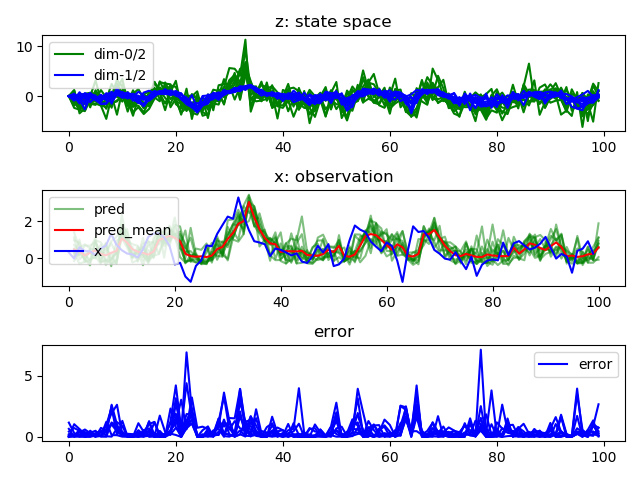 z: state space
10
0
dim-0/2
dim-1/2
0 20 40 60 80 100
x: observation
2
0
pred
pred_mean
x
0 20 40 60 80 100
error
5
0
error
0 20 40 60 80 100